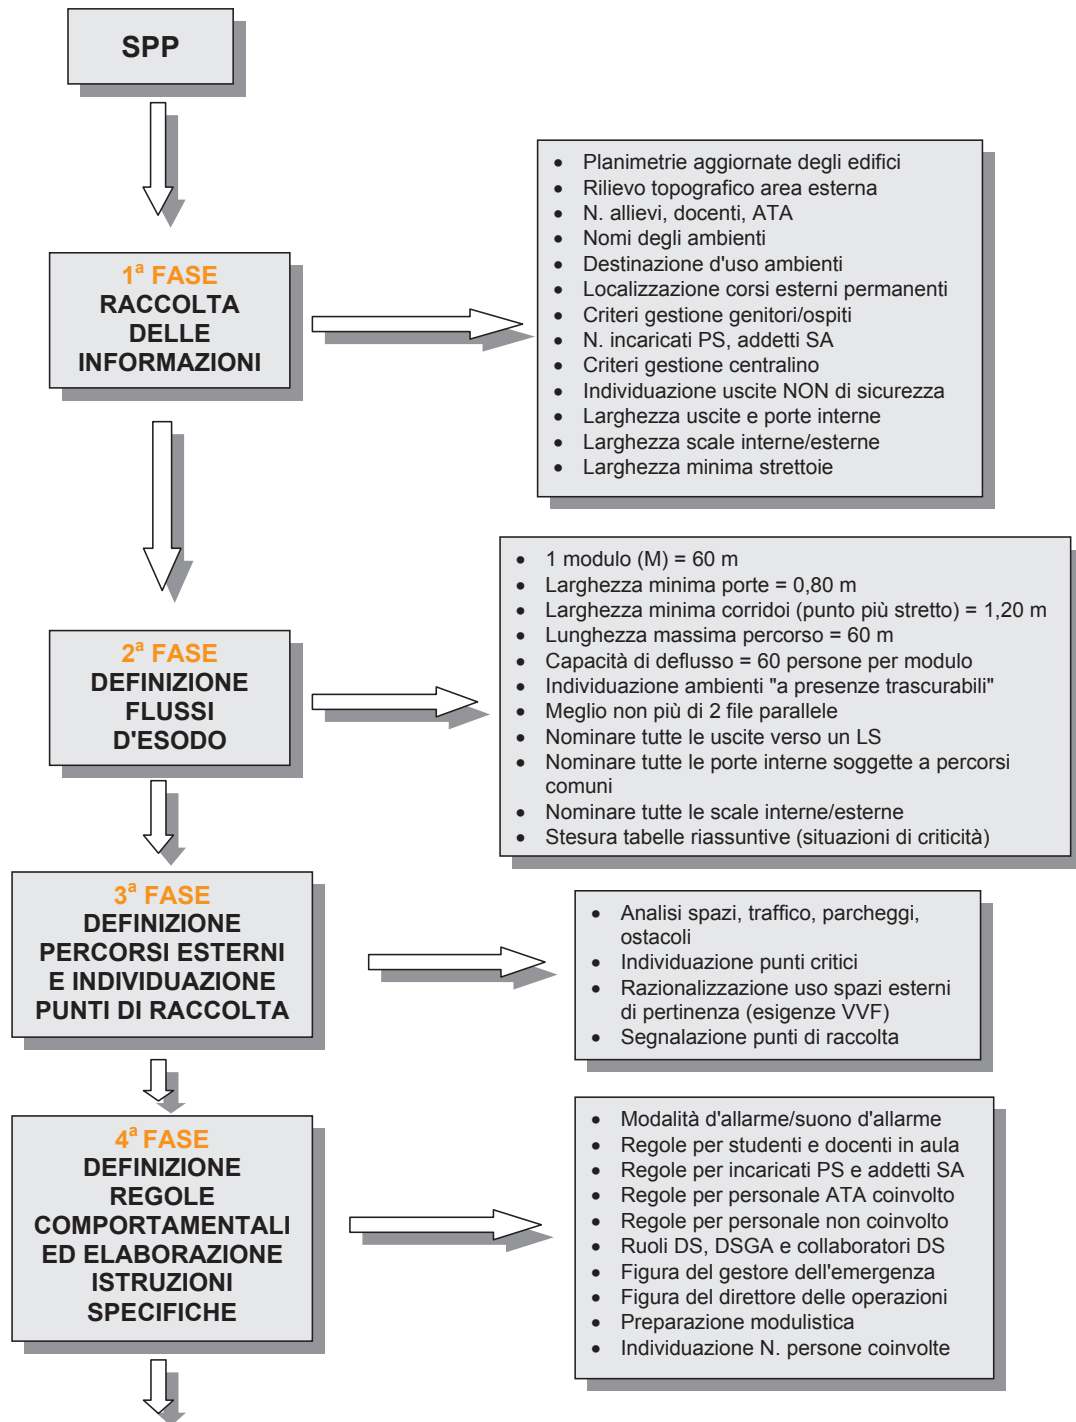 SPP
1ª FASE
RACCOLTA
DELLE
INFORMAZIONI
• Planimetrie aggiornate degli edifici
• Rilievo topografico area esterna
• N. allievi, docenti, ATA
• Nomi degli ambienti
• Destinazione d'uso ambienti
• Localizzazione corsi esterni permanenti
• Criteri gestione genitori/ospiti
• N. incaricati PS, addetti SA
• Criteri gestione centralino
• Individuazione uscite NON di sicurezza
• Larghezza uscite e porte interne
• Larghezza scale interne/esterne
• Larghezza minima strettoie
2ª FASE
DEFINIZIONE
FLUSSI
D'ESODO
• 1 modulo (M) = 60 m
• Larghezza minima porte = 0,80 m
• Larghezza minima corridoi (punto più stretto) = 1,20 m
• Lunghezza massima percorso = 60 m
• Capacità di deflusso = 60 persone per modulo
• Individuazione ambienti "a presenze trascurabili"
• Meglio non più di 2 file parallele
• Nominare tutte le uscite verso un LS
• Nominare tutte le porte interne soggette a percorsi
comuni
• Nominare tutte le scale interne/esterne
• Stesura tabelle riassuntive (situazioni di criticità)
3ª FASE
DEFINIZIONE
PERCORSI ESTERNI
E INDIVIDUAZIONE
PUNTI DI RACCOLTA
• Analisi spazi, traffico, parcheggi,
ostacoli
• Individuazione punti critici
• Razionalizzazione uso spazi esterni
di pertinenza (esigenze VVF)
• Segnalazione punti di raccolta
4ª FASE
DEFINIZIONE
REGOLE
COMPORTAMENTALI
ED ELABORAZIONE
ISTRUZIONI
SPECIFICHE
• Modalità d'allarme/suono d'allarme
• Regole per studenti e docenti in aula
• Regole per incaricati PS e addetti SA
• Regole per personale ATA coinvolto
• Regole per personale non coinvolto
• Ruoli DS, DSGA e collaboratori DS
• Figura del gestore dell'emergenza
• Figura del direttore delle operazioni
• Preparazione modulistica
• Individuazione N. persone coinvolte